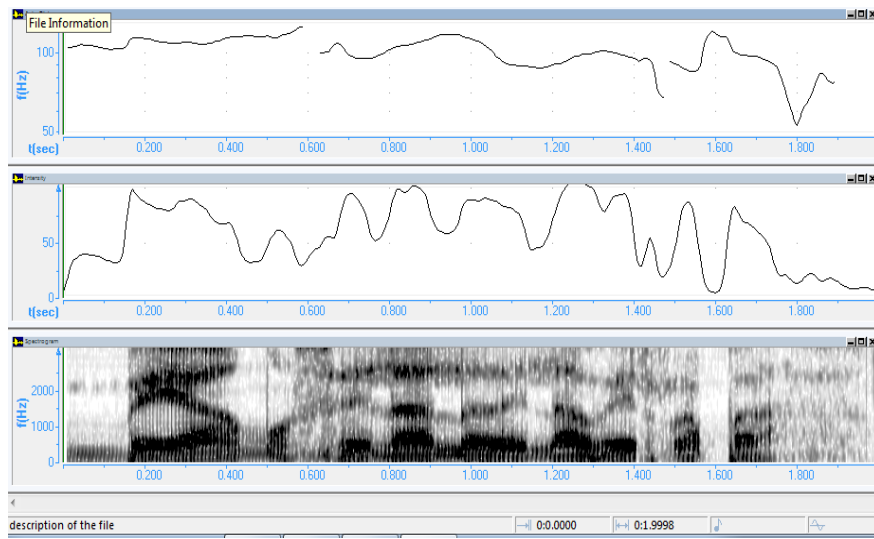 File Information
100
50
f(Hz)
t(sec) 0.200 0.400 0.600 0.800 1.000 1.200 1.400 1.600 1.800
Intensity
50
0
t(sec) 0.200 0.400 0.600 0.800 1.000 1.200 1.400 1.600 1.800
Spectrogram
2000
1000
0
f(Hz)
0.200 0.400 0.600 0.800 1.000 1.200 1.400 1.600 1.800
description of the file 0:0.0000 0:1.9998